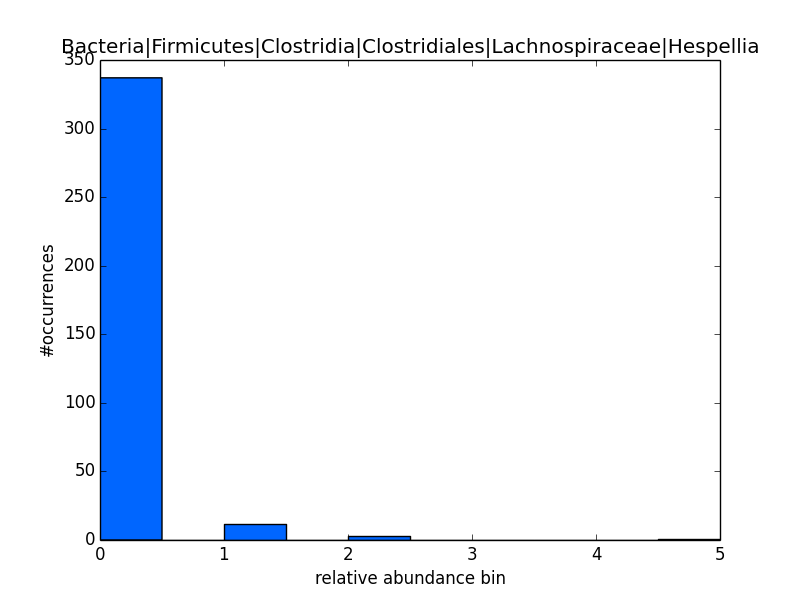 Bacteria|Firmicutes|Clostridia|Clostridiales|Lachnospiraceae|Hespellia
350
300
250
200
150
100
50
0
#occurrences
0 1 2 3 4 5
relative abundance bin